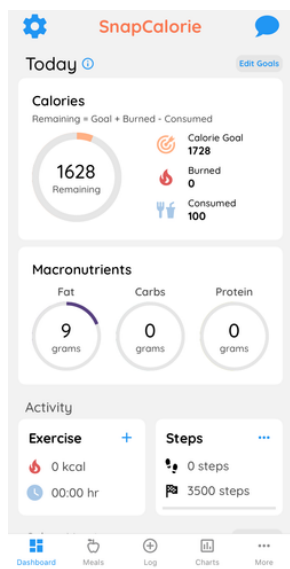 SnapCalorie
Today
Edit Goals
Calories
Remaining = Goal + Burned - Consumed
1628
Remaining
Calorie Goal
1728
Burned
0
Consumed
100
Macronutrients
Fat Carbs Protein
9 0 0
grams grams grams
Activity
Exercise +
0 kcal
00:00 hr
Steps ...
0 steps
3500 steps
Dashboard Meals Log Charts More